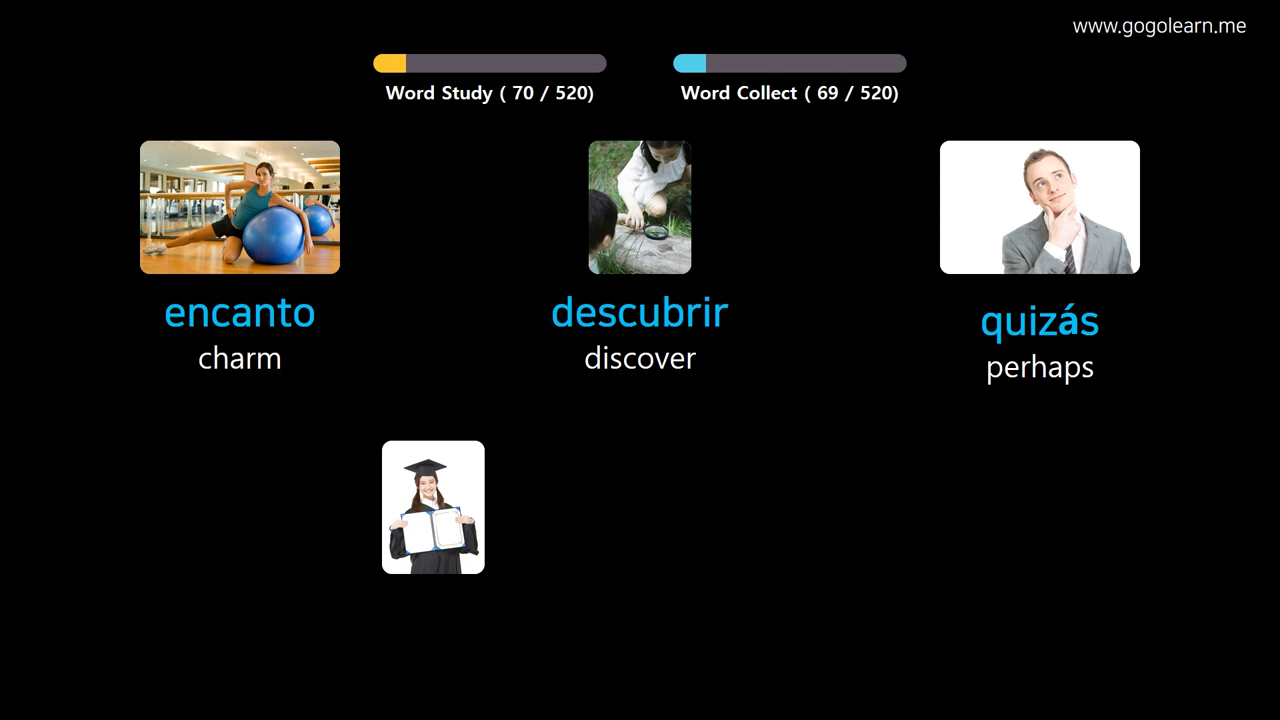 www.gogolearn.me
Word Study ( 70 / 520)
Word Collect ( 69 / 520)
encanto
charm
descubrir
discover
quizás
perhaps